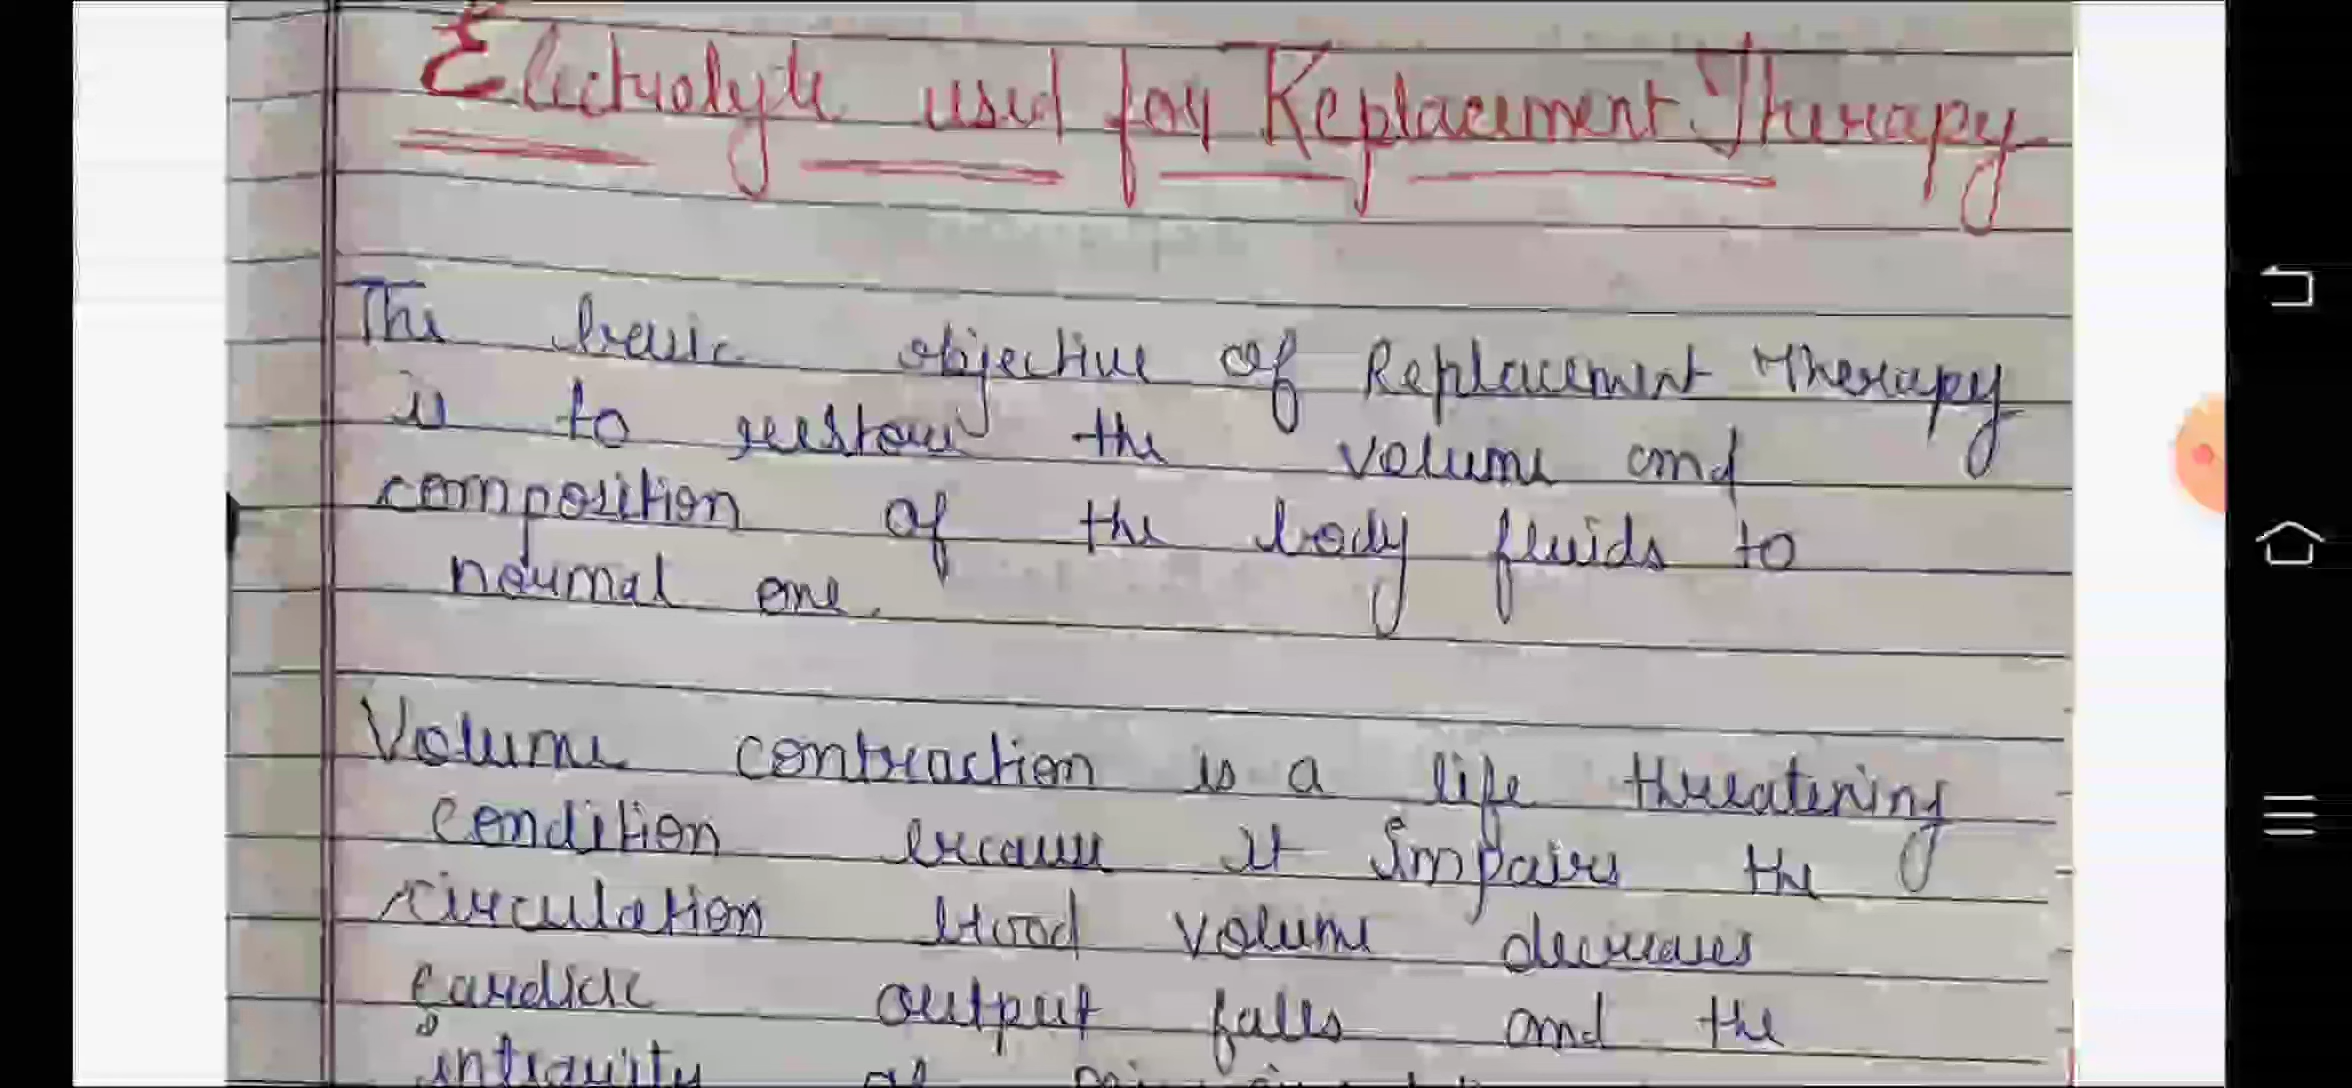 Electrolyte used for Replacement Therapy
The basic objective of Replacement Therapy
is to restore the volume and
composition of the body fluids to
normal one.
Volume contraction is a life threatening
condition because it impairs the
circulation blood volume decreases
cardiac output falls and the